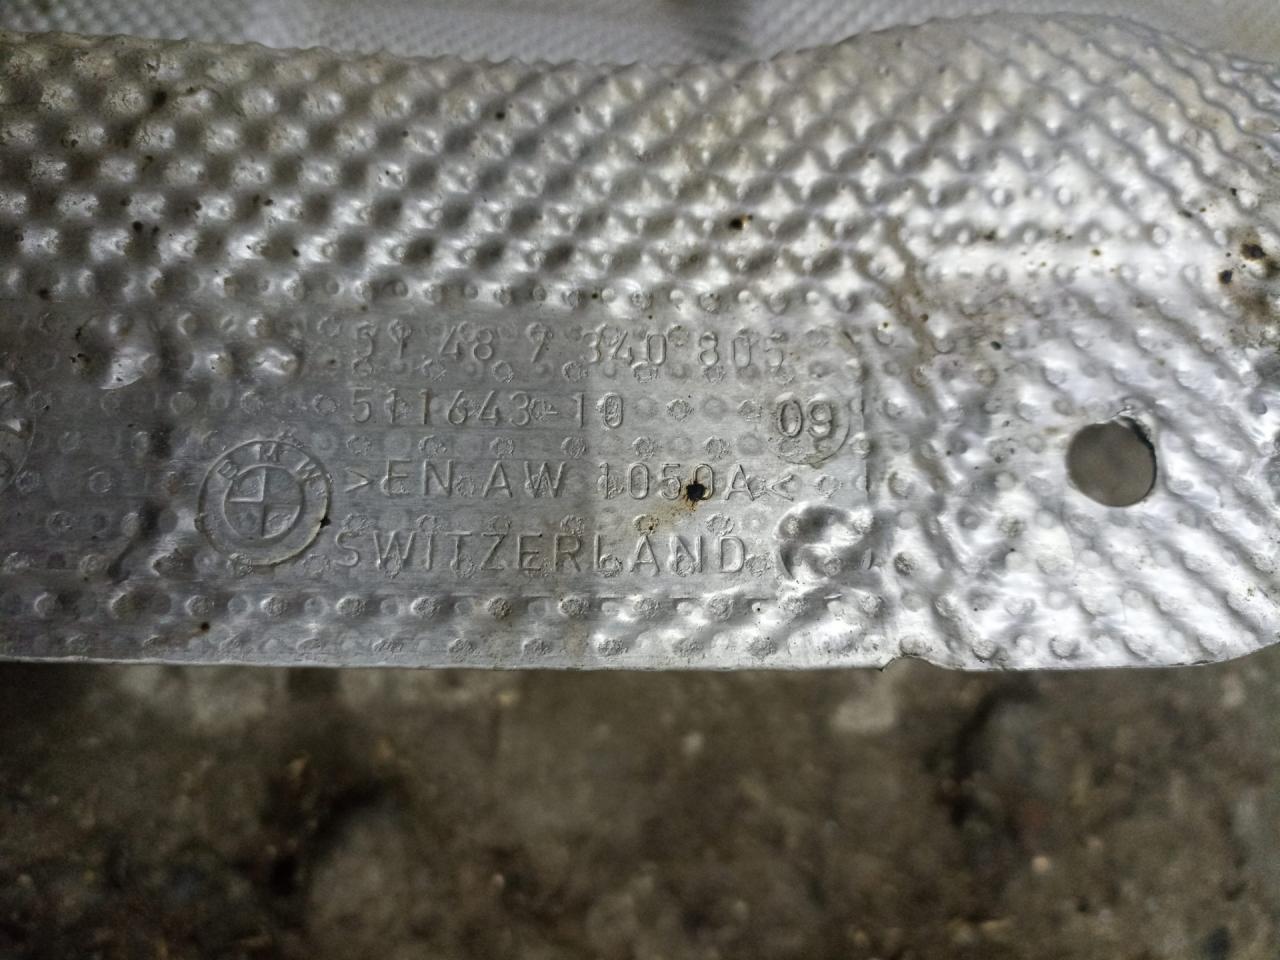 51 48 7 340 805
511643-10 09
BMW >EN AW 1050A<
SWITZERLAND